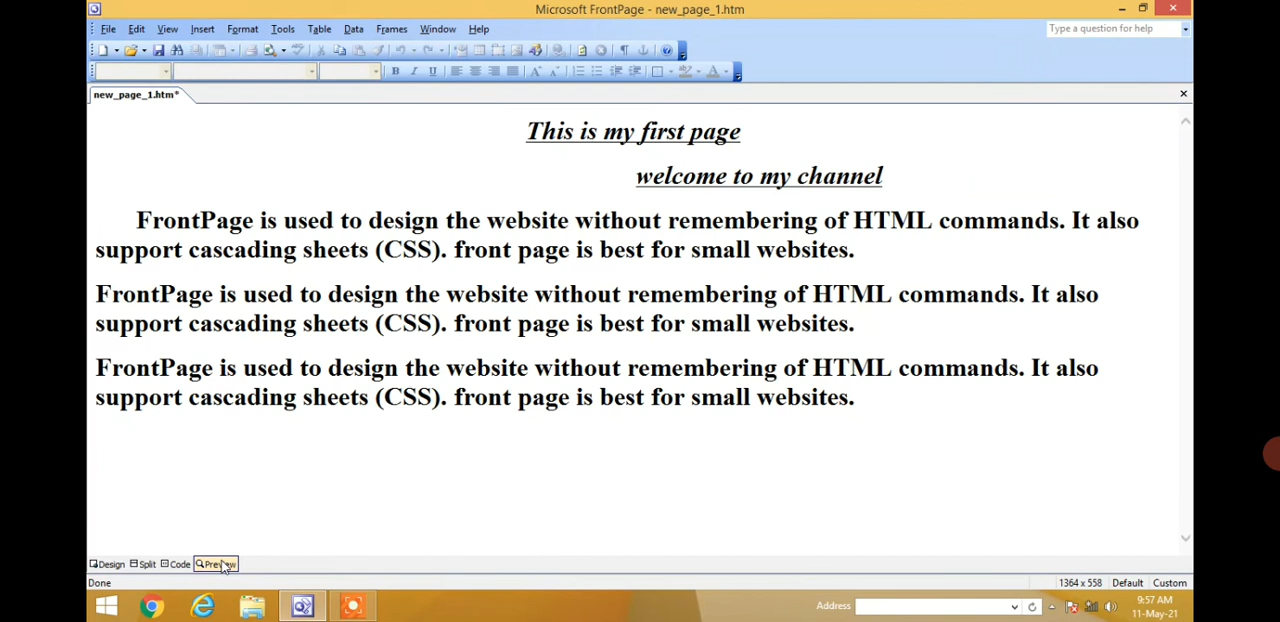 Microsoft FrontPage - new_page_1.htm
File Edit View Insert Format Tools Table Data Frames Window Help
Type a question for help
new_page_1.htm*
This is my first page
welcome to my channel
FrontPage is used to design the website without remembering of HTML commands. It also
support cascading sheets (CSS). front page is best for small websites.
FrontPage is used to design the website without remembering of HTML commands. It also
support cascading sheets (CSS). front page is best for small websites.
FrontPage is used to design the website without remembering of HTML commands. It also
support cascading sheets (CSS). front page is best for small websites.
Design Split Code Preview
Done 1364 x 558 Default Custom
Address 9:57 AM
11-May-21